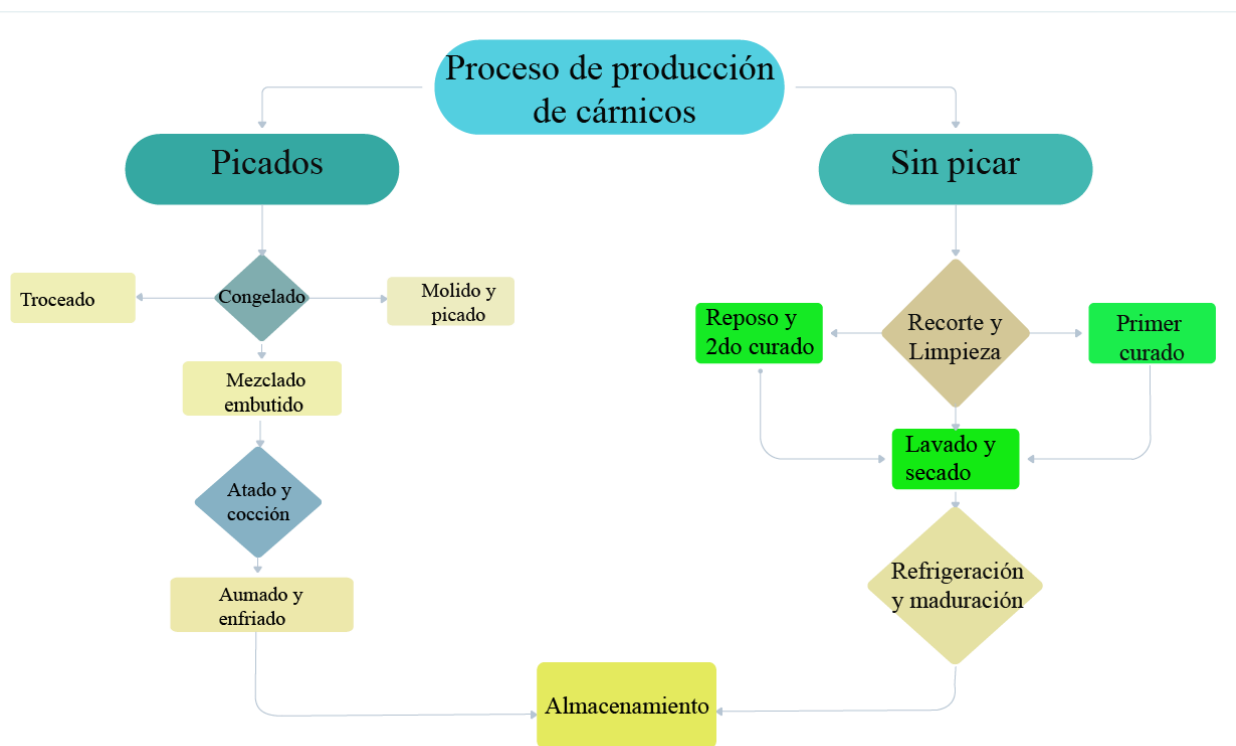 Proceso de producción
de cárnicos
Picados
Sin picar
Troceado
Congelado
Molido y
picado
Reposo y
2do curado
Recorte y
Limpieza
Primer
curado
Mezclado
embutido
Lavado y
secado
Atado y
cocción
Refrigeración
y maduración
Aumado y
enfriado
Almacenamiento